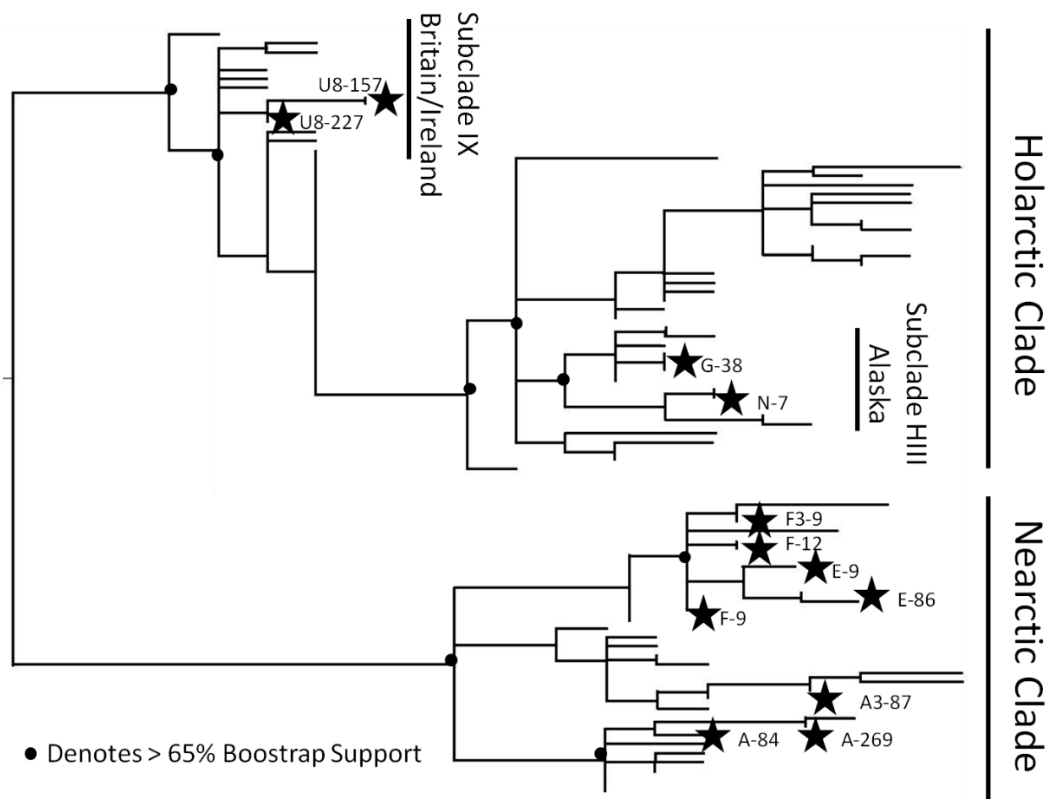 Subclade IX
Britain/Ireland
U8-157
U8-227
Holarctic Clade
Subclade HIII
Alaska
G-38
N-7
Nearctic Clade
F3-9
F-12
E-9
E-86
F-9
A3-87
A-84
A-269
● Denotes > 65% Boostrap Support